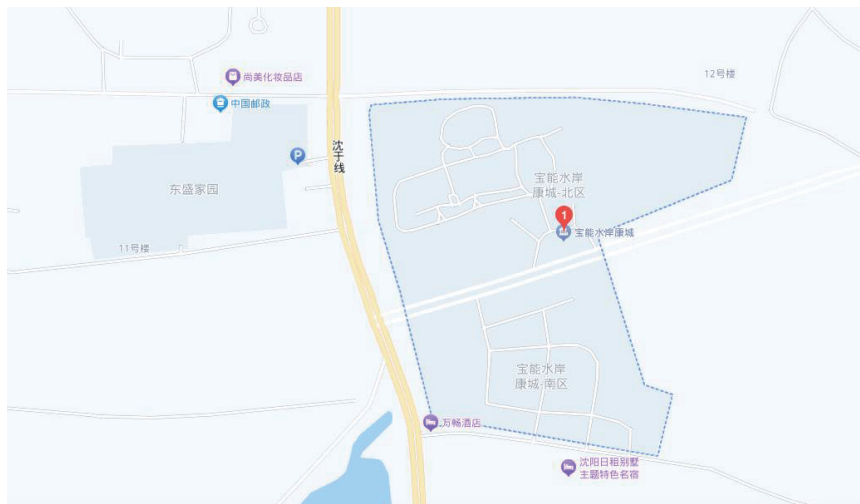 12号楼
尚美化妆品店
中国邮政
沈于线
P
东盛家园
宝能水岸
康城-北区
1
宝能水岸康城
11号楼
宝能水岸
康城-南区
万畅酒店
沈阳日租别墅
主题特色名宿